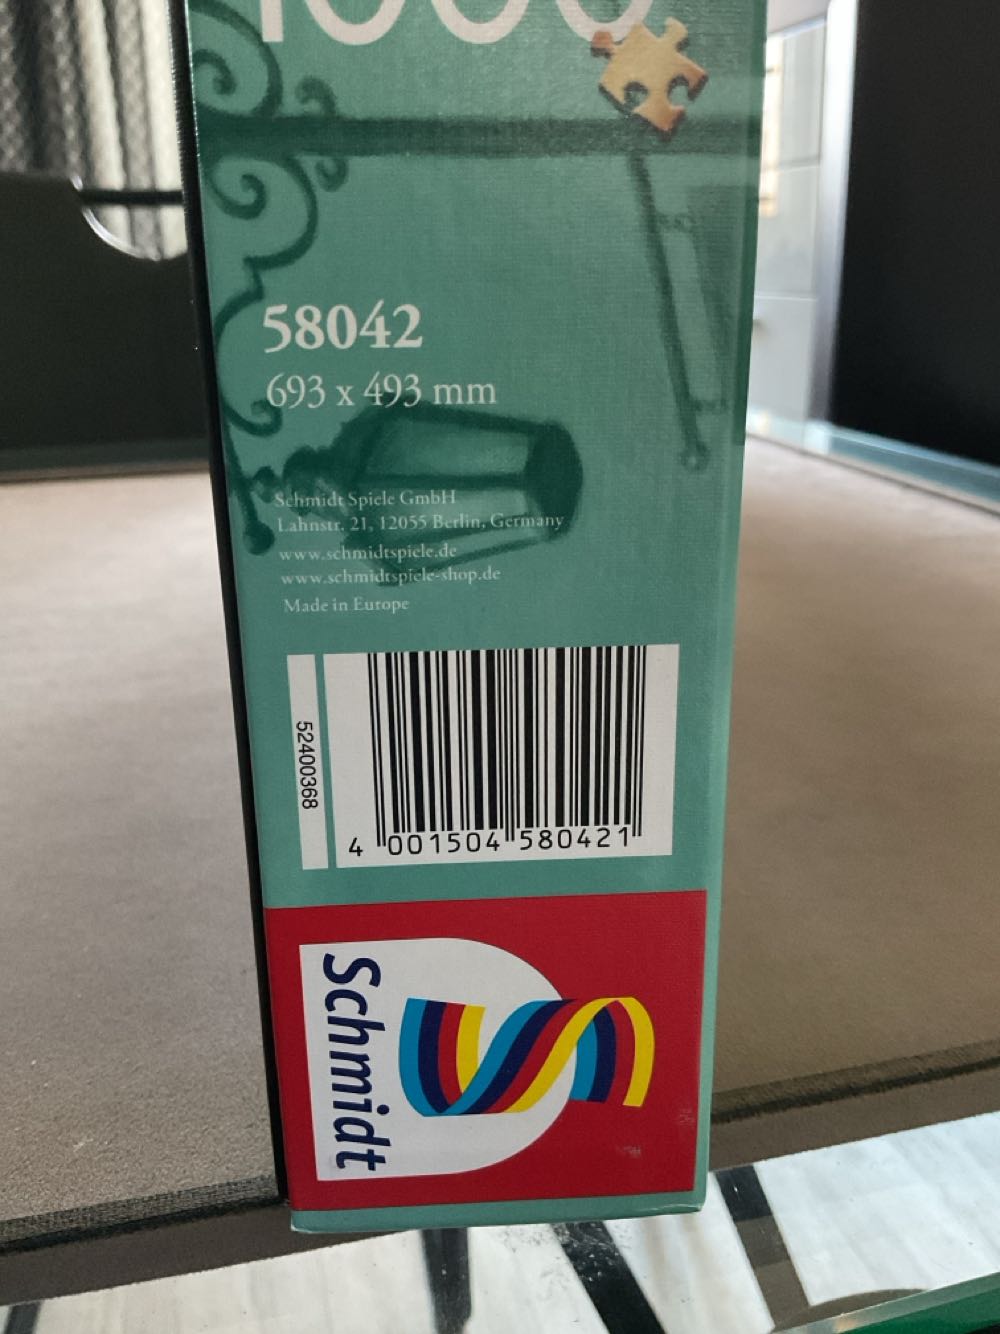 1000
58042
693 x 493 mm
Schmidt Spiele GmbH
Lahnstr. 21, 12055 Berlin, Germany
www.schmidtspiele.de
www.schmidtspiele-shop.de
Made in Europe
52400368
4 001504 580421
Schmidt